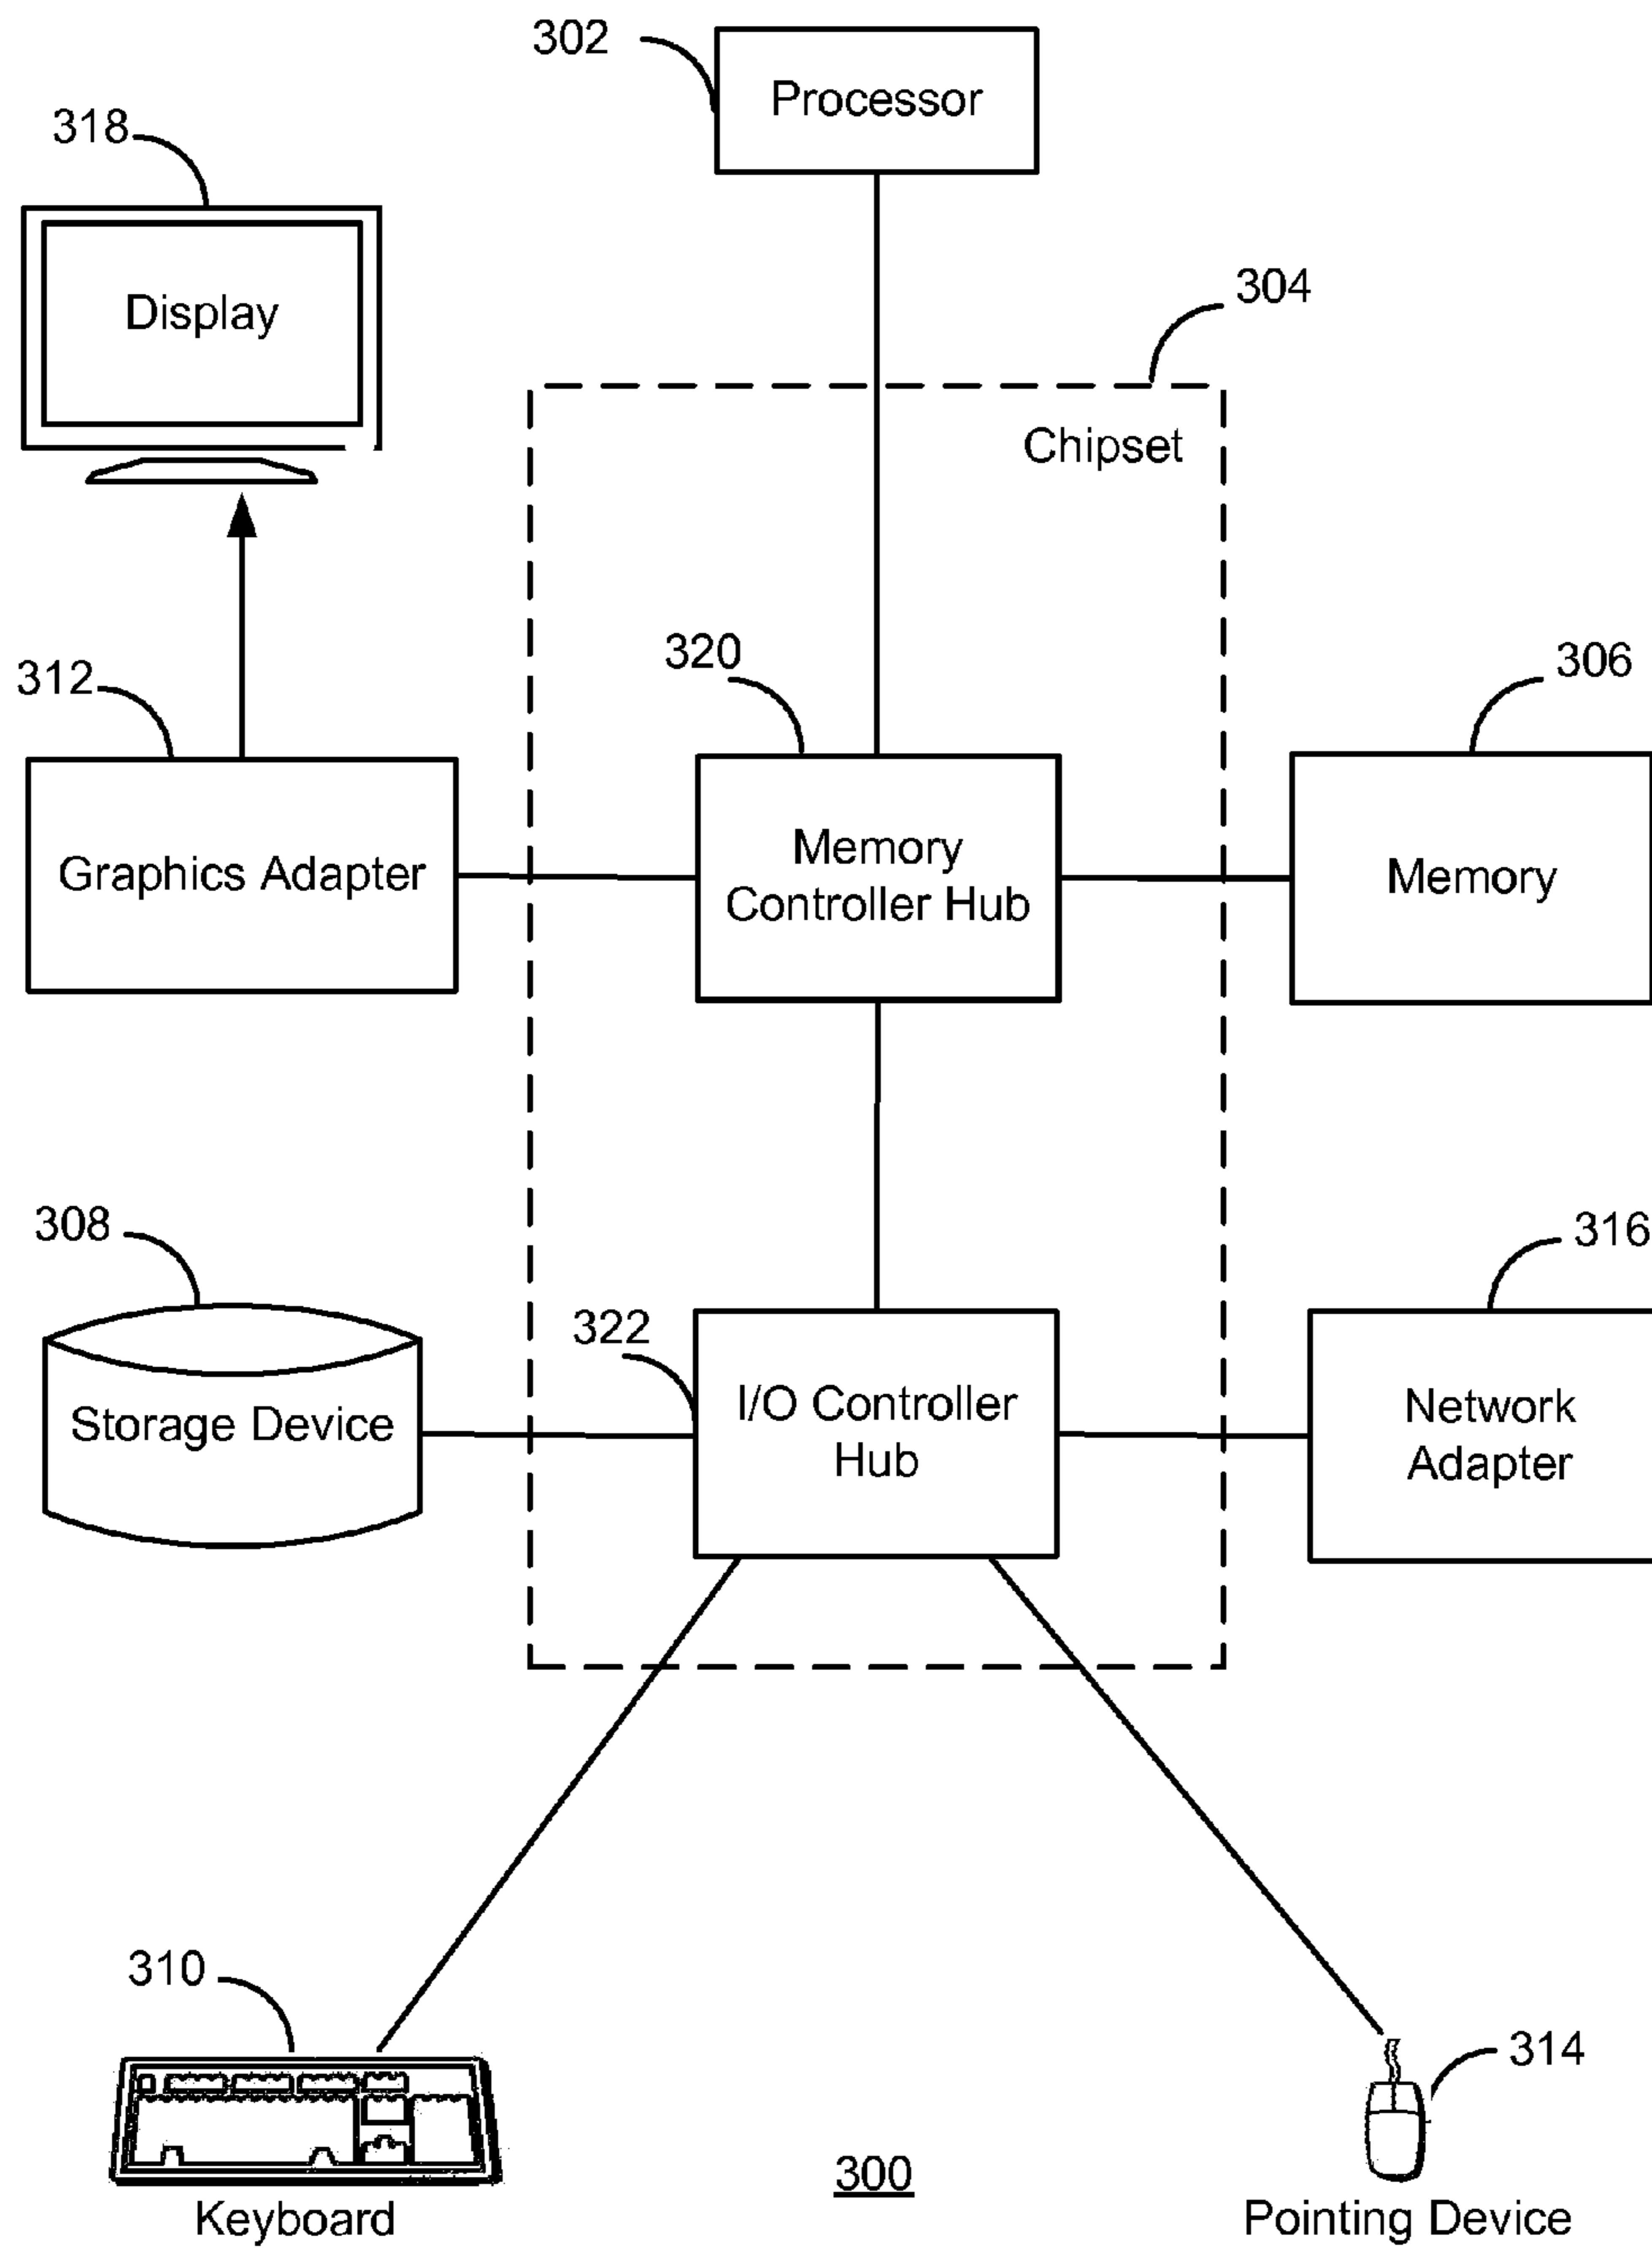 302
Processor
318
Display
304
Chipset
320
312
306
Graphics Adapter
Memory
Controller Hub
Memory
308
316
322
Storage Device
I/O Controller
Hub
Network
Adapter
310
314
300
Keyboard
Pointing Device